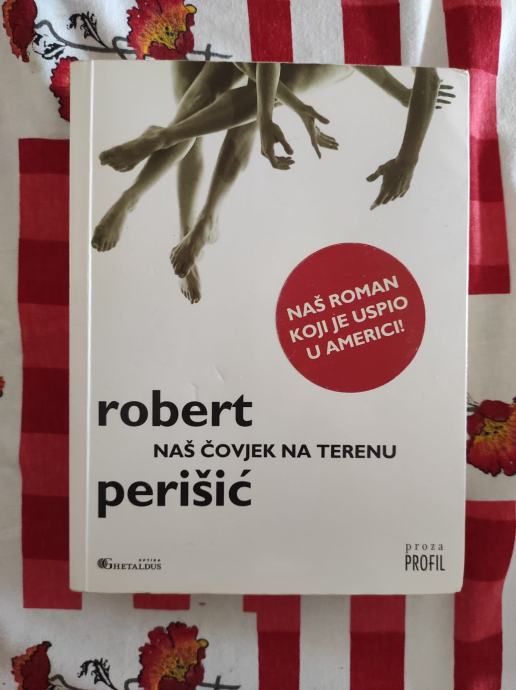 NAŠ ROMAN
KOJI JE USPIO
U AMERICI!
robert
NAŠ ČOVJEK NA TERENU
perišić
OPTIKA
GHETALDUS
proza
PROFIL